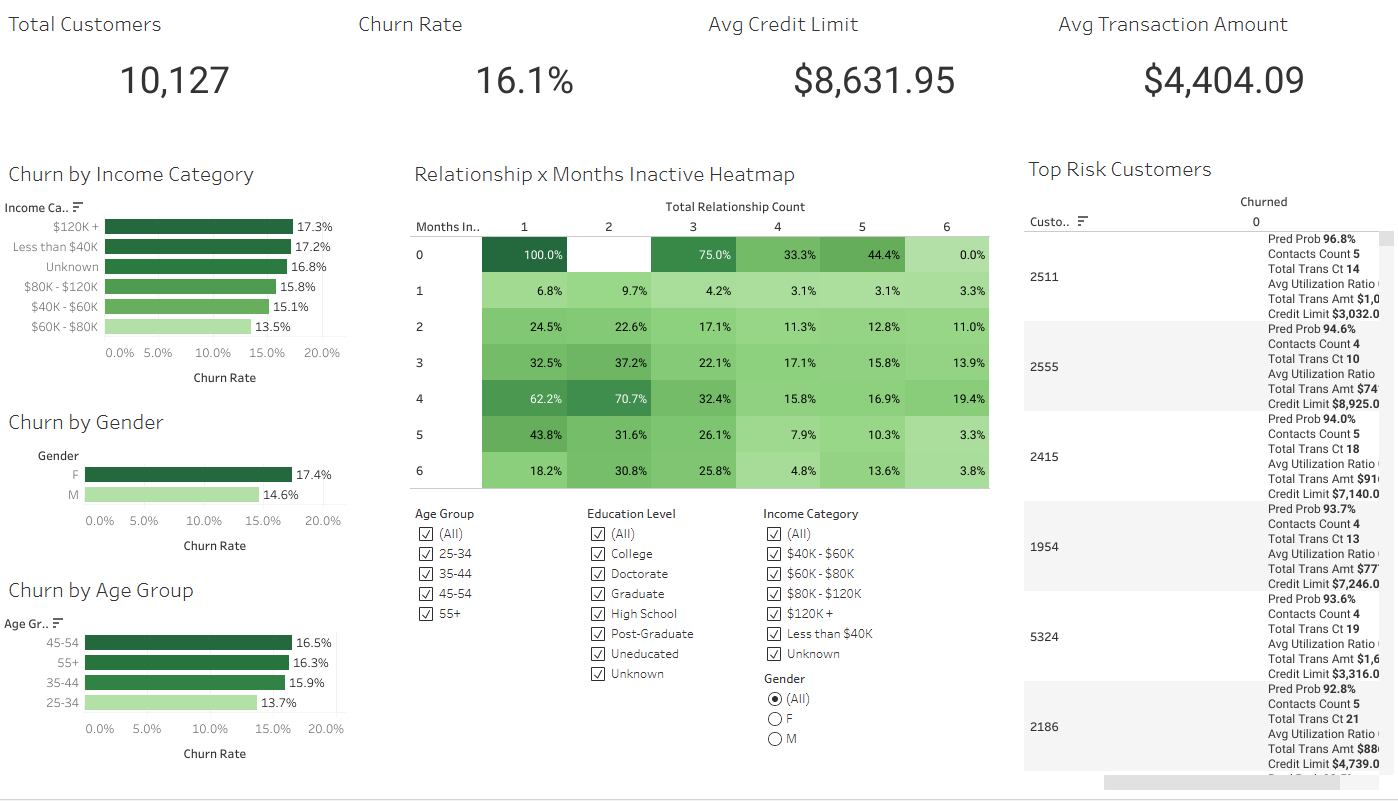 Total Customers
Churn Rate
Avg Credit Limit
Avg Transaction Amount
10,127
16.1%
$8,631.95
$4,404.09
Churn by Income Category
Income Ca..
$120K + 17.3%
Less than $40K 17.2%
Unknown 16.8%
$80K - $120K 15.8%
$40K - $60K 15.1%
$60K - $80K 13.5%
0.0% 5.0% 10.0% 15.0% 20.0%
Churn Rate
Churn by Gender
Gender
F 17.4%
M 14.6%
0.0% 5.0% 10.0% 15.0% 20.0%
Churn Rate
Churn by Age Group
Age Gr..
45-54 16.5%
55+ 16.3%
35-44 15.9%
25-34 13.7%
0.0% 5.0% 10.0% 15.0% 20.0%
Churn Rate
Relationship x Months Inactive Heatmap
Total Relationship Count
Months In.. 1 2 3 4 5 6
0 100.0% 75.0% 33.3% 44.4% 0.0%
1 6.8% 9.7% 4.2% 3.1% 3.1% 3.3%
2 24.5% 22.6% 17.1% 11.3% 12.8% 11.0%
3 32.5% 37.2% 22.1% 17.1% 15.8% 13.9%
4 62.2% 70.7% 32.4% 15.8% 16.9% 19.4%
5 43.8% 31.6% 26.1% 7.9% 10.3% 3.3%
6 18.2% 30.8% 25.8% 4.8% 13.6% 3.8%
Age Group
(All)
25-34
35-44
45-54
55+
Education Level
(All)
College
Doctorate
Graduate
High School
Post-Graduate
Uneducated
Unknown
Income Category
(All)
$40K - $60K
$60K - $80K
$80K - $120K
$120K +
Less than $40K
Unknown
Gender
(All)
F
M
Top Risk Customers
Churned
Custo.. 0
2511
Pred Prob 96.8%
Contacts Count 5
Total Trans Ct 14
Avg Utilization Ratio
Total Trans Amt $1,0
Credit Limit $3,032.0
2555
Pred Prob 94.6%
Contacts Count 4
Total Trans Ct 10
Avg Utilization Ratio
Total Trans Amt $74
Credit Limit $8,925.0
2415
Pred Prob 94.0%
Contacts Count 5
Total Trans Ct 18
Avg Utilization Ratio
Total Trans Amt $91
Credit Limit $7,140.0
1954
Pred Prob 93.7%
Contacts Count 4
Total Trans Ct 13
Avg Utilization Ratio
Total Trans Amt $77
Credit Limit $7,246.0
5324
Pred Prob 93.6%
Contacts Count 4
Total Trans Ct 19
Avg Utilization Ratio
Total Trans Amt $1,6
Credit Limit $3,316.0
2186
Pred Prob 92.8%
Contacts Count 5
Total Trans Ct 21
Avg Utilization Ratio
Total Trans Amt $88
Credit Limit $4,739.0